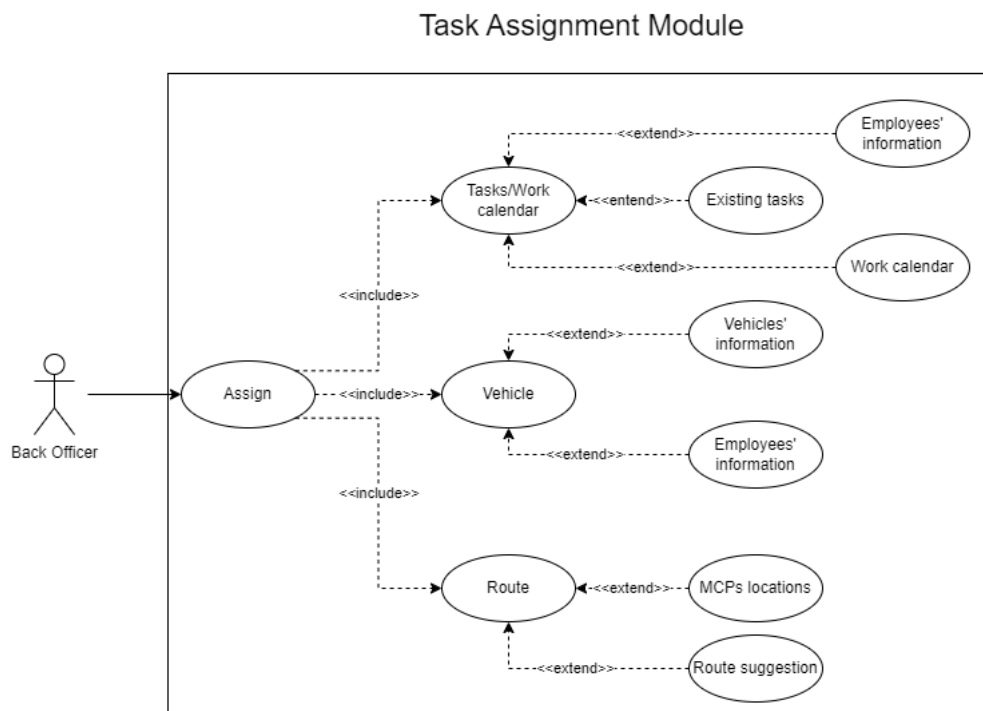 Task Assignment Module
Employees'
information
<<extend>>
Tasks/Work
calendar
<<entend>>
Existing tasks
<<extend>>
Work calendar
<<include>>
Vehicles'
information
<<extend>>
Back Officer
Assign
<<include>>
Vehicle
<<extend>>
Employees'
information
<<include>>
Route
<<extend>>
MCPs locations
<<extend>>
Route suggestion